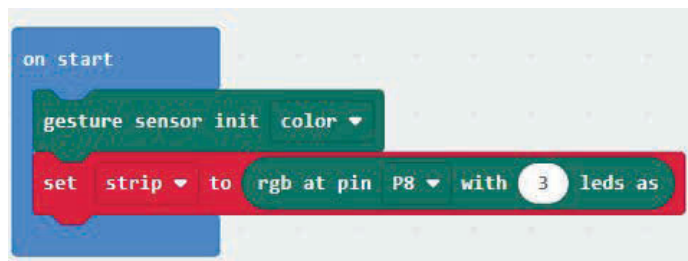 on start
gesture sensor init color
set strip to rgb at pin P8 with 3 leds as